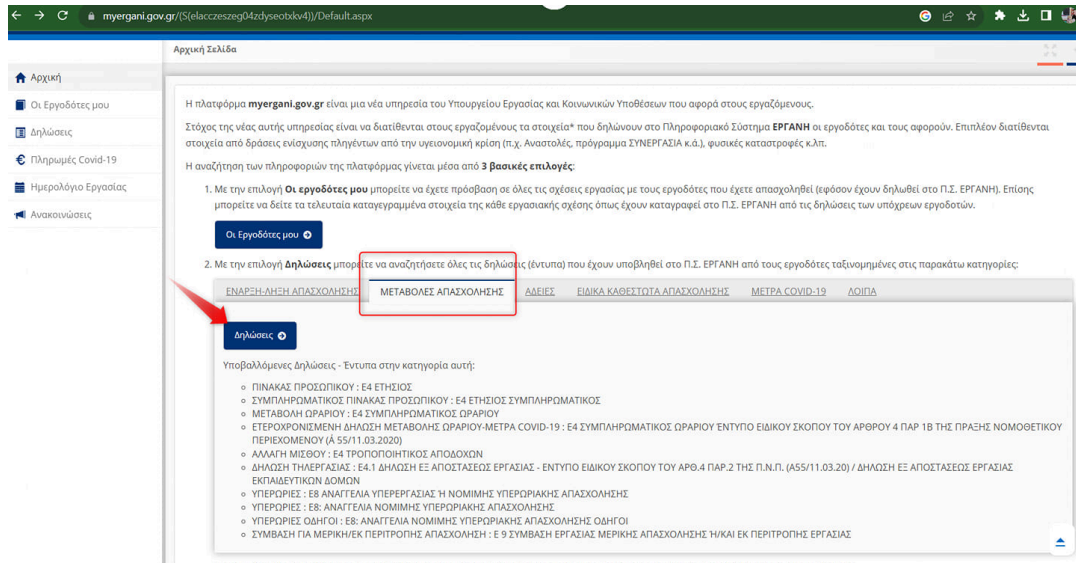 myergani.gov.gr/(S(elacczeszeg04zdyseotxkv4))/Default.aspx
Αρχική Σελίδα
Αρχική
Οι Εργοδότες μου
Δηλώσεις
Πληρωμές Covid-19
Ημερολόγιο Εργασίας
Ανακοινώσεις
Η πλατφόρμα myergani.gov.gr είναι μια νέα υπηρεσία του Υπουργείου Εργασίας και Κοινωνικών Υποθέσεων που αφορά στους εργαζόμενους.
Στόχος της νέας αυτής υπηρεσίας είναι να διατίθενται στους εργαζομένους τα στοιχεία* που δηλώνουν στο Πληροφοριακό Σύστημα ΕΡΓΑΝΗ οι εργοδότες και τους αφορούν. Επιπλέον διατίθενται
στοιχεία από δράσεις ενίσχυσης πληγέντων από την υγειονομική κρίση (π.χ. Αναστολές, πρόγραμμα ΣΥΝΕΡΓΑΣΙΑ κ.ά.), φυσικές καταστροφές κ.λπ.
Η αναζήτηση των πληροφοριών της πλατφόρμας γίνεται μέσα από 3 βασικές επιλογές:
1. Με την επιλογή Οι εργοδότες μου μπορείτε να έχετε πρόσβαση σε όλες τις σχέσεις εργασίας με τους εργοδότες που έχετε απασχοληθεί (εφόσον έχουν δηλωθεί στο Π.Σ. ΕΡΓΑΝΗ). Επίσης
μπορείτε να δείτε τα τελευταία καταγεγραμμένα στοιχεία της κάθε εργασιακής σχέσης όπως έχουν καταγραφεί στο Π.Σ. ΕΡΓΑΝΗ από τις δηλώσεις των υπόχρεων εργοδοτών.
Οι Εργοδότες μου
2. Με την επιλογή Δηλώσεις μπορείτε να αναζητήσετε όλες τις δηλώσεις (έντυπα) που έχουν υποβληθεί στο Π.Σ. ΕΡΓΑΝΗ από τους εργοδότες ταξινομημένες στις παρακάτω κατηγορίες:
ΕΝΑΡΞΗ-ΛΗΞΗ ΑΠΑΣΧΟΛΗΣΗΣ ΜΕΤΑΒΟΛΕΣ ΑΠΑΣΧΟΛΗΣΗΣ ΑΔΕΙΕΣ ΕΙΔΙΚΑ ΚΑΘΕΣΤΩΤΑ ΑΠΑΣΧΟΛΗΣΗΣ ΜΕΤΡΑ COVID-19 ΛΟΙΠΑ
Δηλώσεις
Υποβαλλόμενες Δηλώσεις - Έντυπα στην κατηγορία αυτή:
ΠΙΝΑΚΑΣ ΠΡΟΣΩΠΙΚΟΥ : Ε4 ΕΤΗΣΙΟΣ
ΣΥΜΠΛΗΡΩΜΑΤΙΚΟΣ ΠΙΝΑΚΑΣ ΠΡΟΣΩΠΙΚΟΥ : Ε4 ΕΤΗΣΙΟΣ ΣΥΜΠΛΗΡΩΜΑΤΙΚΟΣ
ΜΕΤΑΒΟΛΗ ΩΡΑΡΙΟΥ : Ε4 ΣΥΜΠΛΗΡΩΜΑΤΙΚΟΣ ΩΡΑΡΙΟΥ
ΕΤΕΡΟΧΡΟΝΙΣΜΕΝΗ ΔΗΛΩΣΗ ΜΕΤΑΒΟΛΗΣ ΩΡΑΡΙΟΥ-ΜΕΤΡΑ COVID-19 : Ε4 ΣΥΜΠΛΗΡΩΜΑΤΙΚΟΣ ΩΡΑΡΙΟΥ ΈΝΤΥΠΟ ΕΙΔΙΚΟΥ ΣΚΟΠΟΥ ΤΟΥ ΑΡΘΡΟΥ 4 ΠΑΡ 1Β ΤΗΣ ΠΡΑΞΗΣ ΝΟΜΟΘΕΤΙΚΟΥ
ΠΕΡΙΕΧΟΜΕΝΟΥ (Ά 55/11.03.2020)
ΑΛΛΑΓΗ ΜΙΣΘΟΥ : Ε4 ΤΡΟΠΟΠΟΙΗΤΙΚΟΣ ΑΠΟΔΟΧΩΝ
ΔΗΛΩΣΗ ΤΗΛΕΡΓΑΣΙΑΣ : Ε4.1 ΔΗΛΩΣΗ ΕΞ ΑΠΟΣΤΑΣΕΩΣ ΕΡΓΑΣΙΑΣ - ΕΝΤΥΠΟ ΕΙΔΙΚΟΥ ΣΚΟΠΟΥ ΤΟΥ ΑΡΘ.4 ΠΑΡ.2 ΤΗΣ Π.Ν.Π. (Α55/11.03.20) / ΔΗΛΩΣΗ ΕΞ ΑΠΟΣΤΑΣΕΩΣ ΕΡΓΑΣΙΑΣ
ΕΚΠΑΙΔΕΥΤΙΚΩΝ ΔΟΜΩΝ
ΥΠΕΡΩΡΙΕΣ : Ε8 ΑΝΑΓΓΕΛΙΑ ΥΠΕΡΕΡΓΑΣΙΑΣ Ή ΝΟΜΙΜΗΣ ΥΠΕΡΩΡΙΑΚΗΣ ΑΠΑΣΧΟΛΗΣΗΣ
ΥΠΕΡΩΡΙΕΣ : Ε8: ΑΝΑΓΓΕΛΙΑ ΝΟΜΙΜΗΣ ΥΠΕΡΩΡΙΑΚΗΣ ΑΠΑΣΧΟΛΗΣΗΣ
ΥΠΕΡΩΡΙΕΣ ΟΔΗΓΟΙ : Ε8: ΑΝΑΓΓΕΛΙΑ ΝΟΜΙΜΗΣ ΥΠΕΡΩΡΙΑΚΗΣ ΑΠΑΣΧΟΛΗΣΗΣ ΟΔΗΓΟΙ
ΣΥΜΒΑΣΗ ΓΙΑ ΜΕΡΙΚΗ/ΕΚ ΠΕΡΙΤΡΟΠΗΣ ΑΠΑΣΧΟΛΗΣΗ : Ε 9 ΣΥΜΒΑΣΗ ΕΡΓΑΣΙΑΣ ΜΕΡΙΚΗΣ ΑΠΑΣΧΟΛΗΣΗΣ Ή/ΚΑΙ ΕΚ ΠΕΡΙΤΡΟΠΗΣ ΕΡΓΑΣΙΑΣ